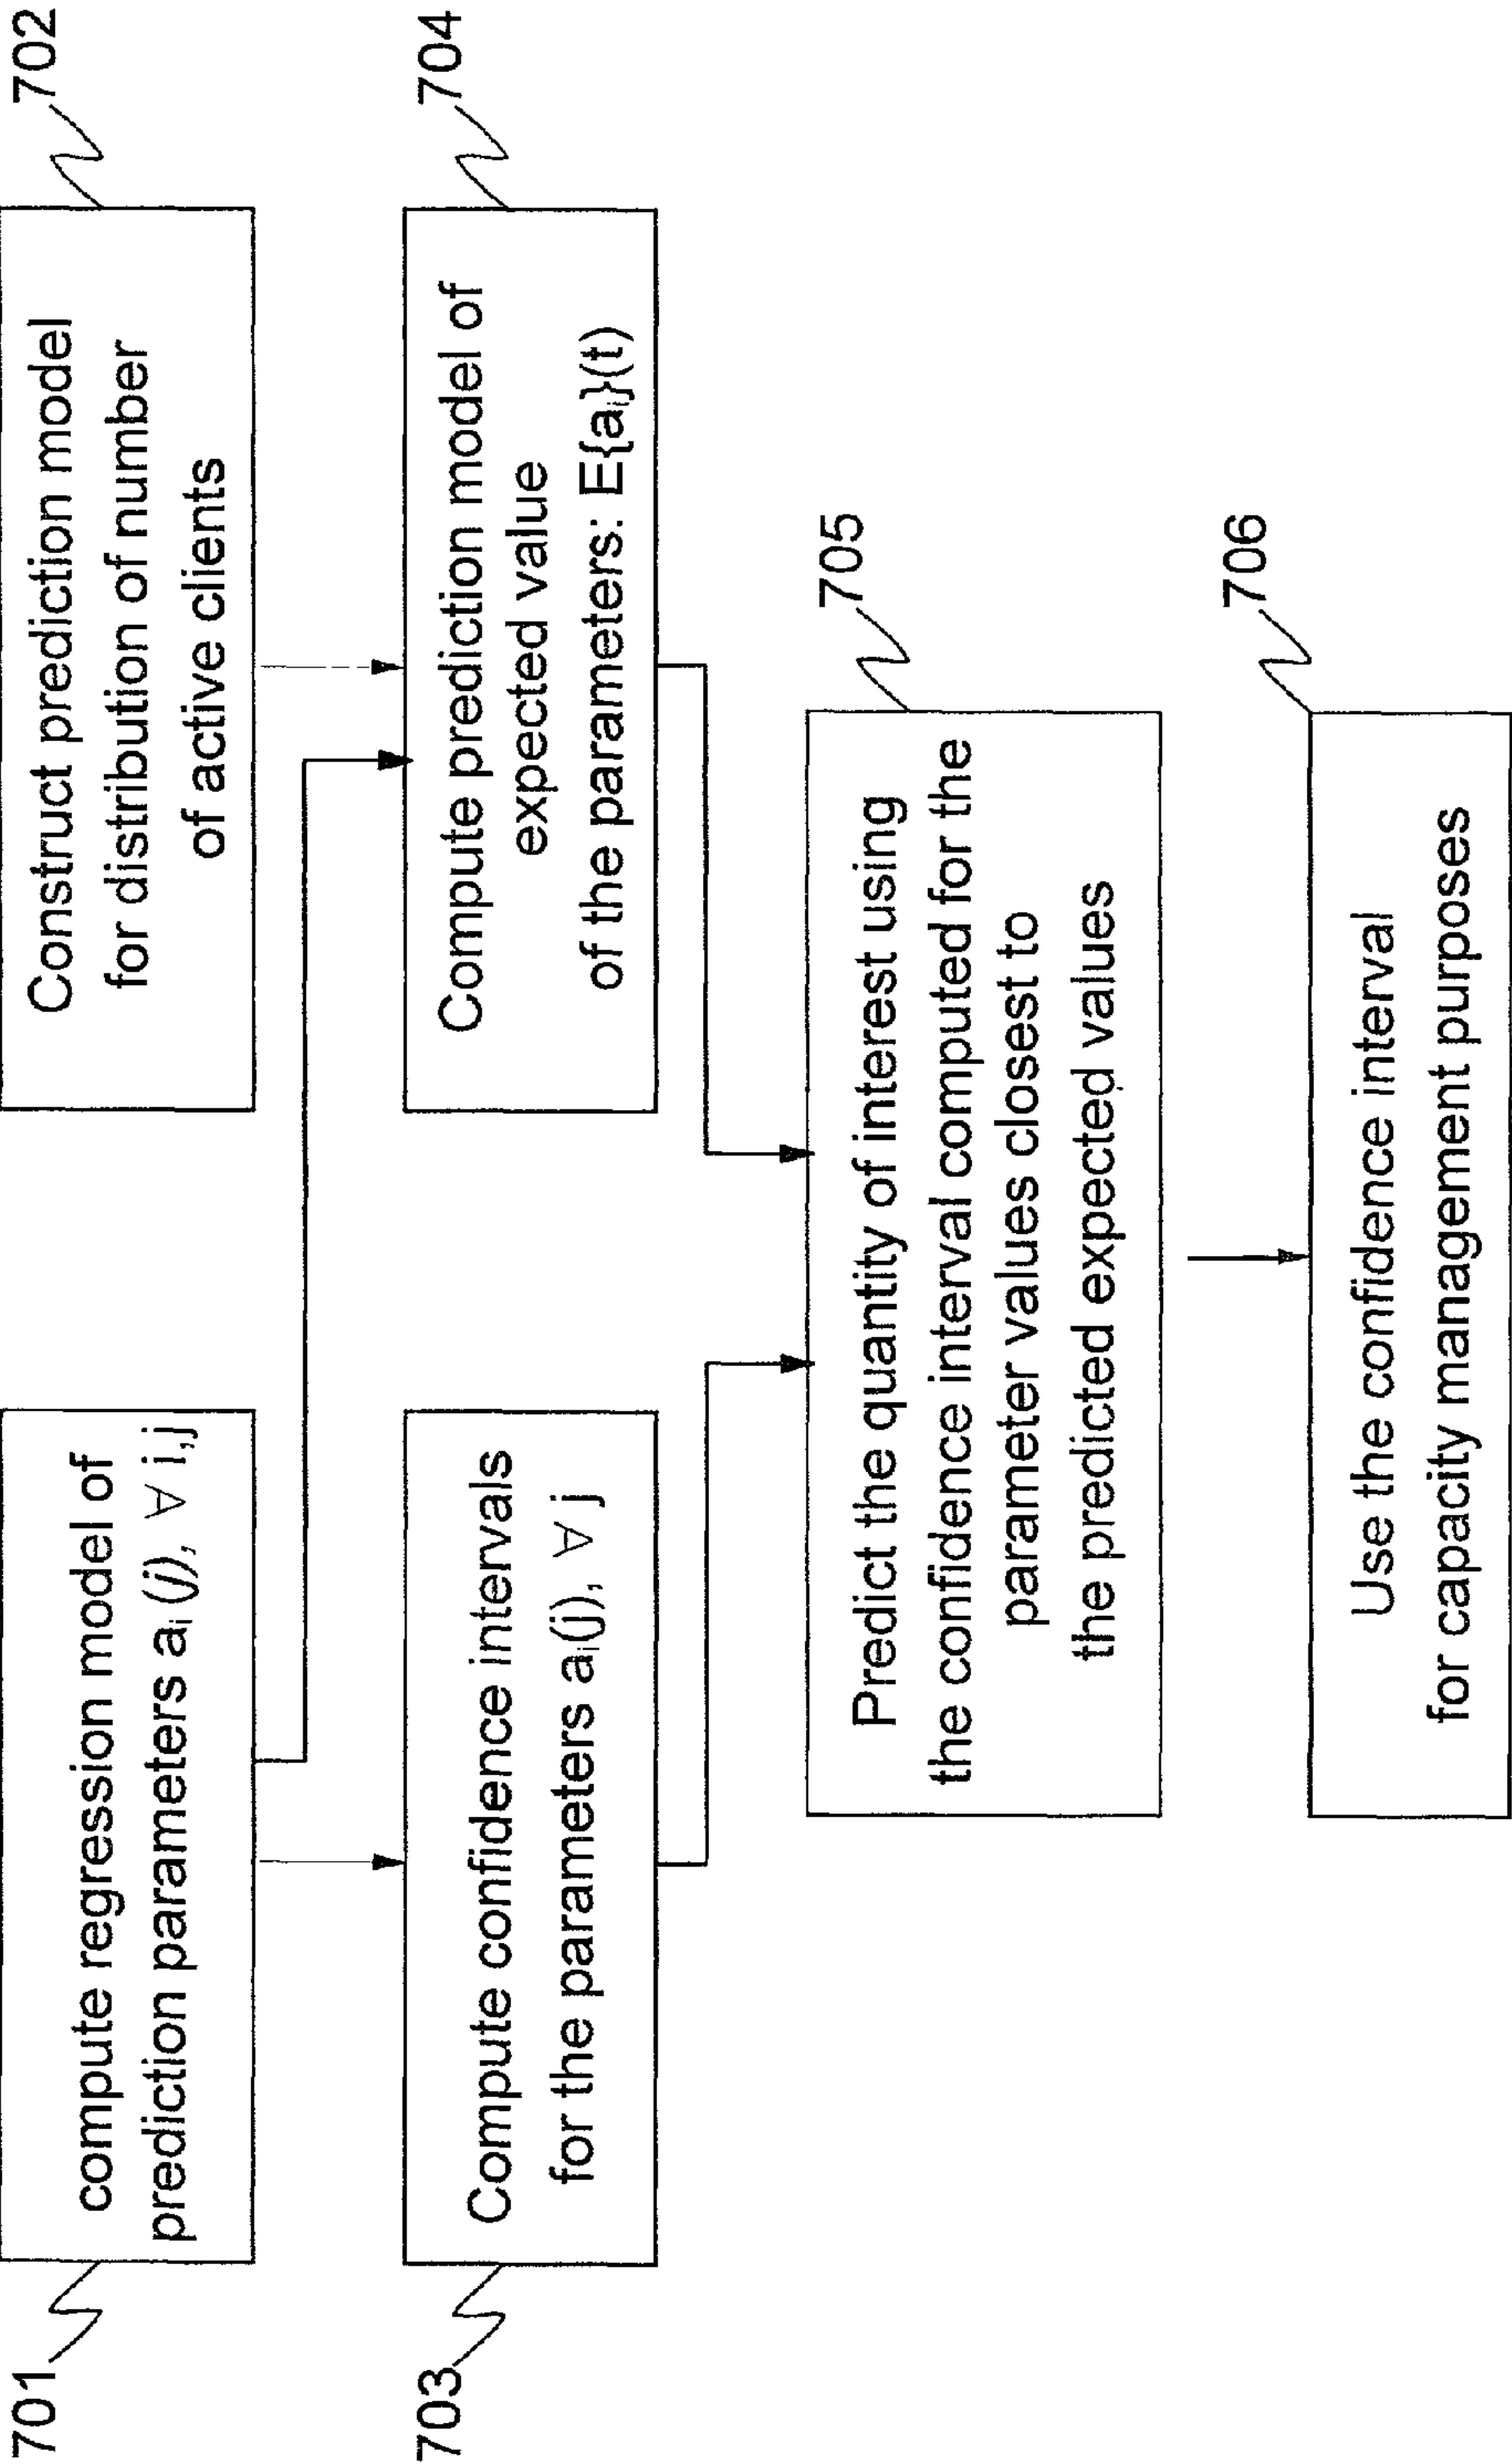 701
compute regression model of
prediction parameters aᵢ (j), ∀ i,j
702
Construct prediction model
for distribution of number
of active clients
703
Compute confidence intervals
for the parameters aᵢ(j), ∀ j
704
Compute prediction model of
expected value
of the parameters: E{aᵢⱼ}(t)
705
Predict the quantity of interest using
the confidence interval computed for the
parameter values closest to
the predicted expected values
706
Use the confidence interval
for capacity management purposes